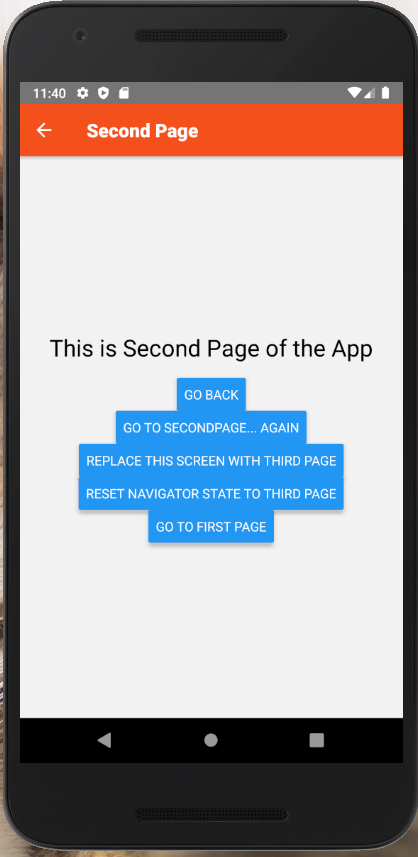 11:40
Second Page
This is Second Page of the App
GO BACK
GO TO SECONDPAGE... AGAIN
REPLACE THIS SCREEN WITH THIRD PAGE
RESET NAVIGATOR STATE TO THIRD PAGE
GO TO FIRST PAGE